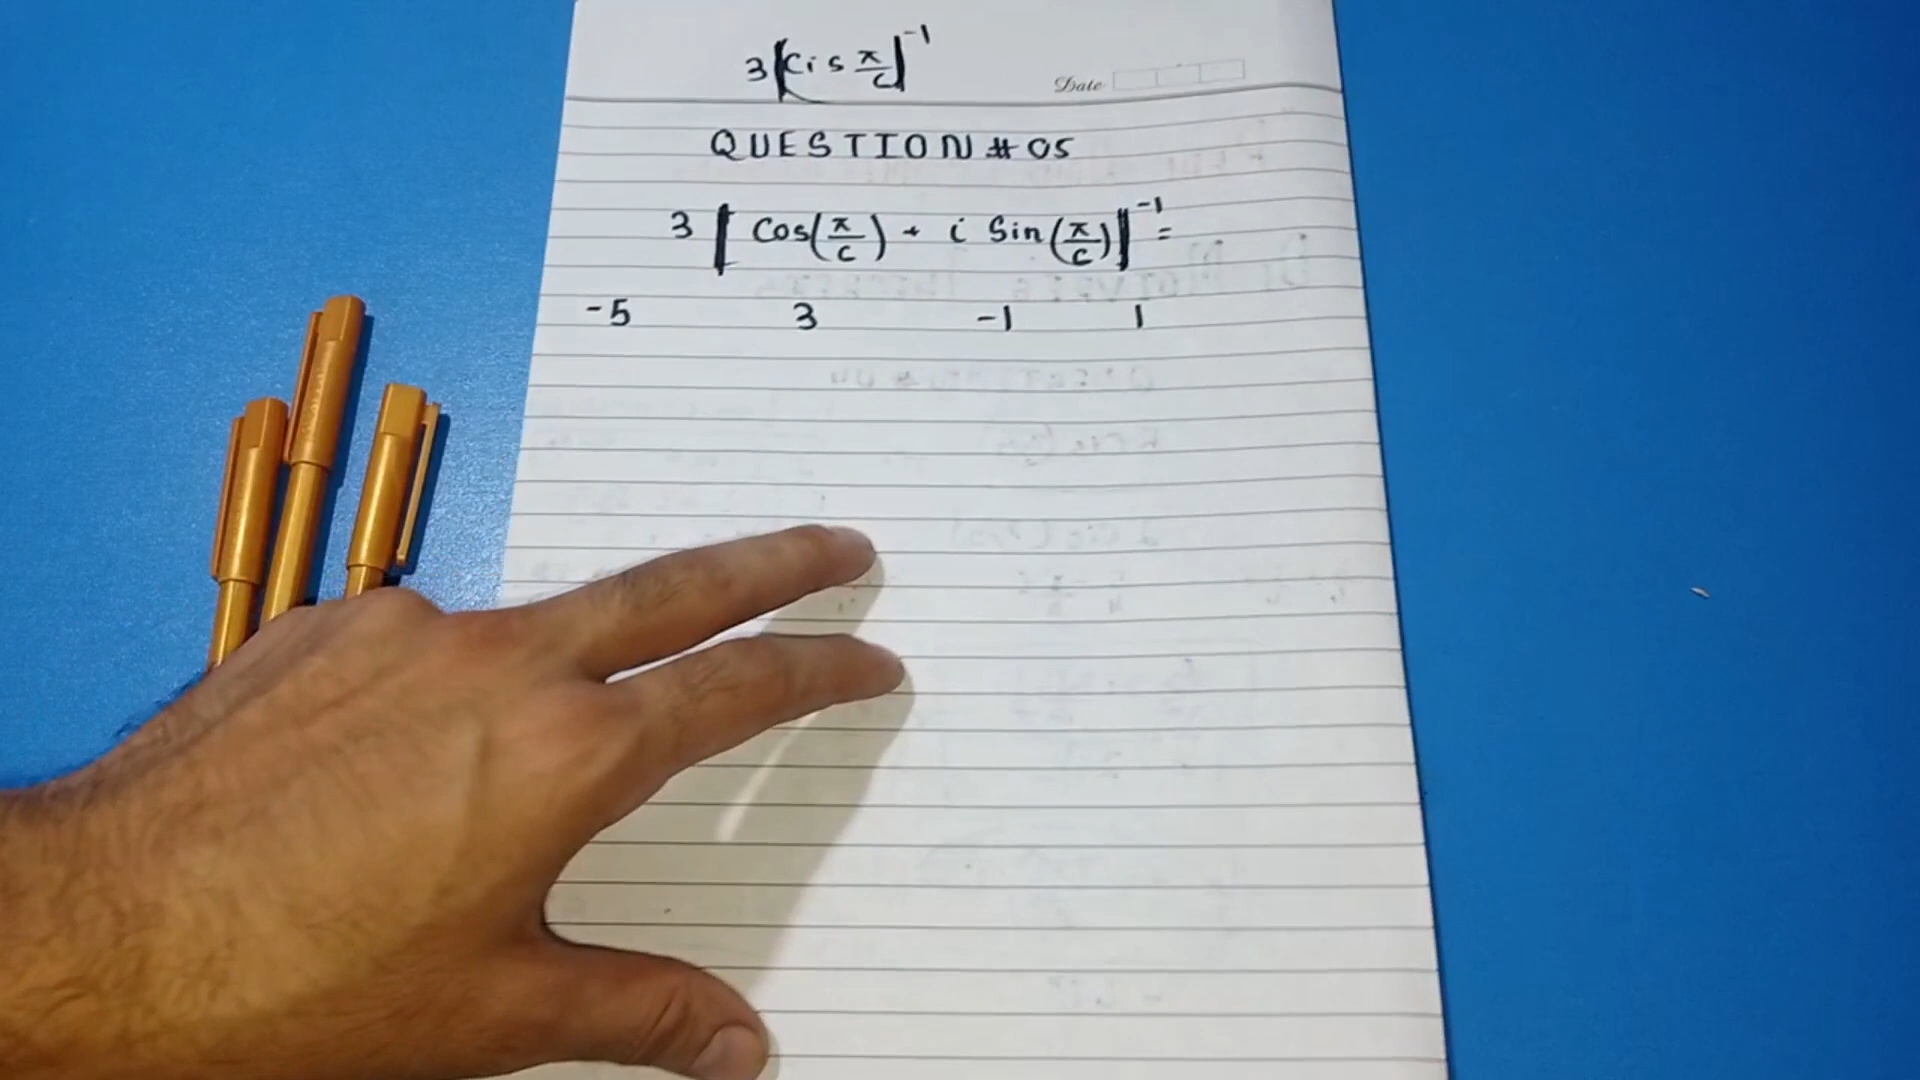 3[Cis π/c]⁻¹
Date
QUESTION # 05
3[Cos(π/c) + i Sin(π/c)]⁻¹ =
-5 3 -1 1